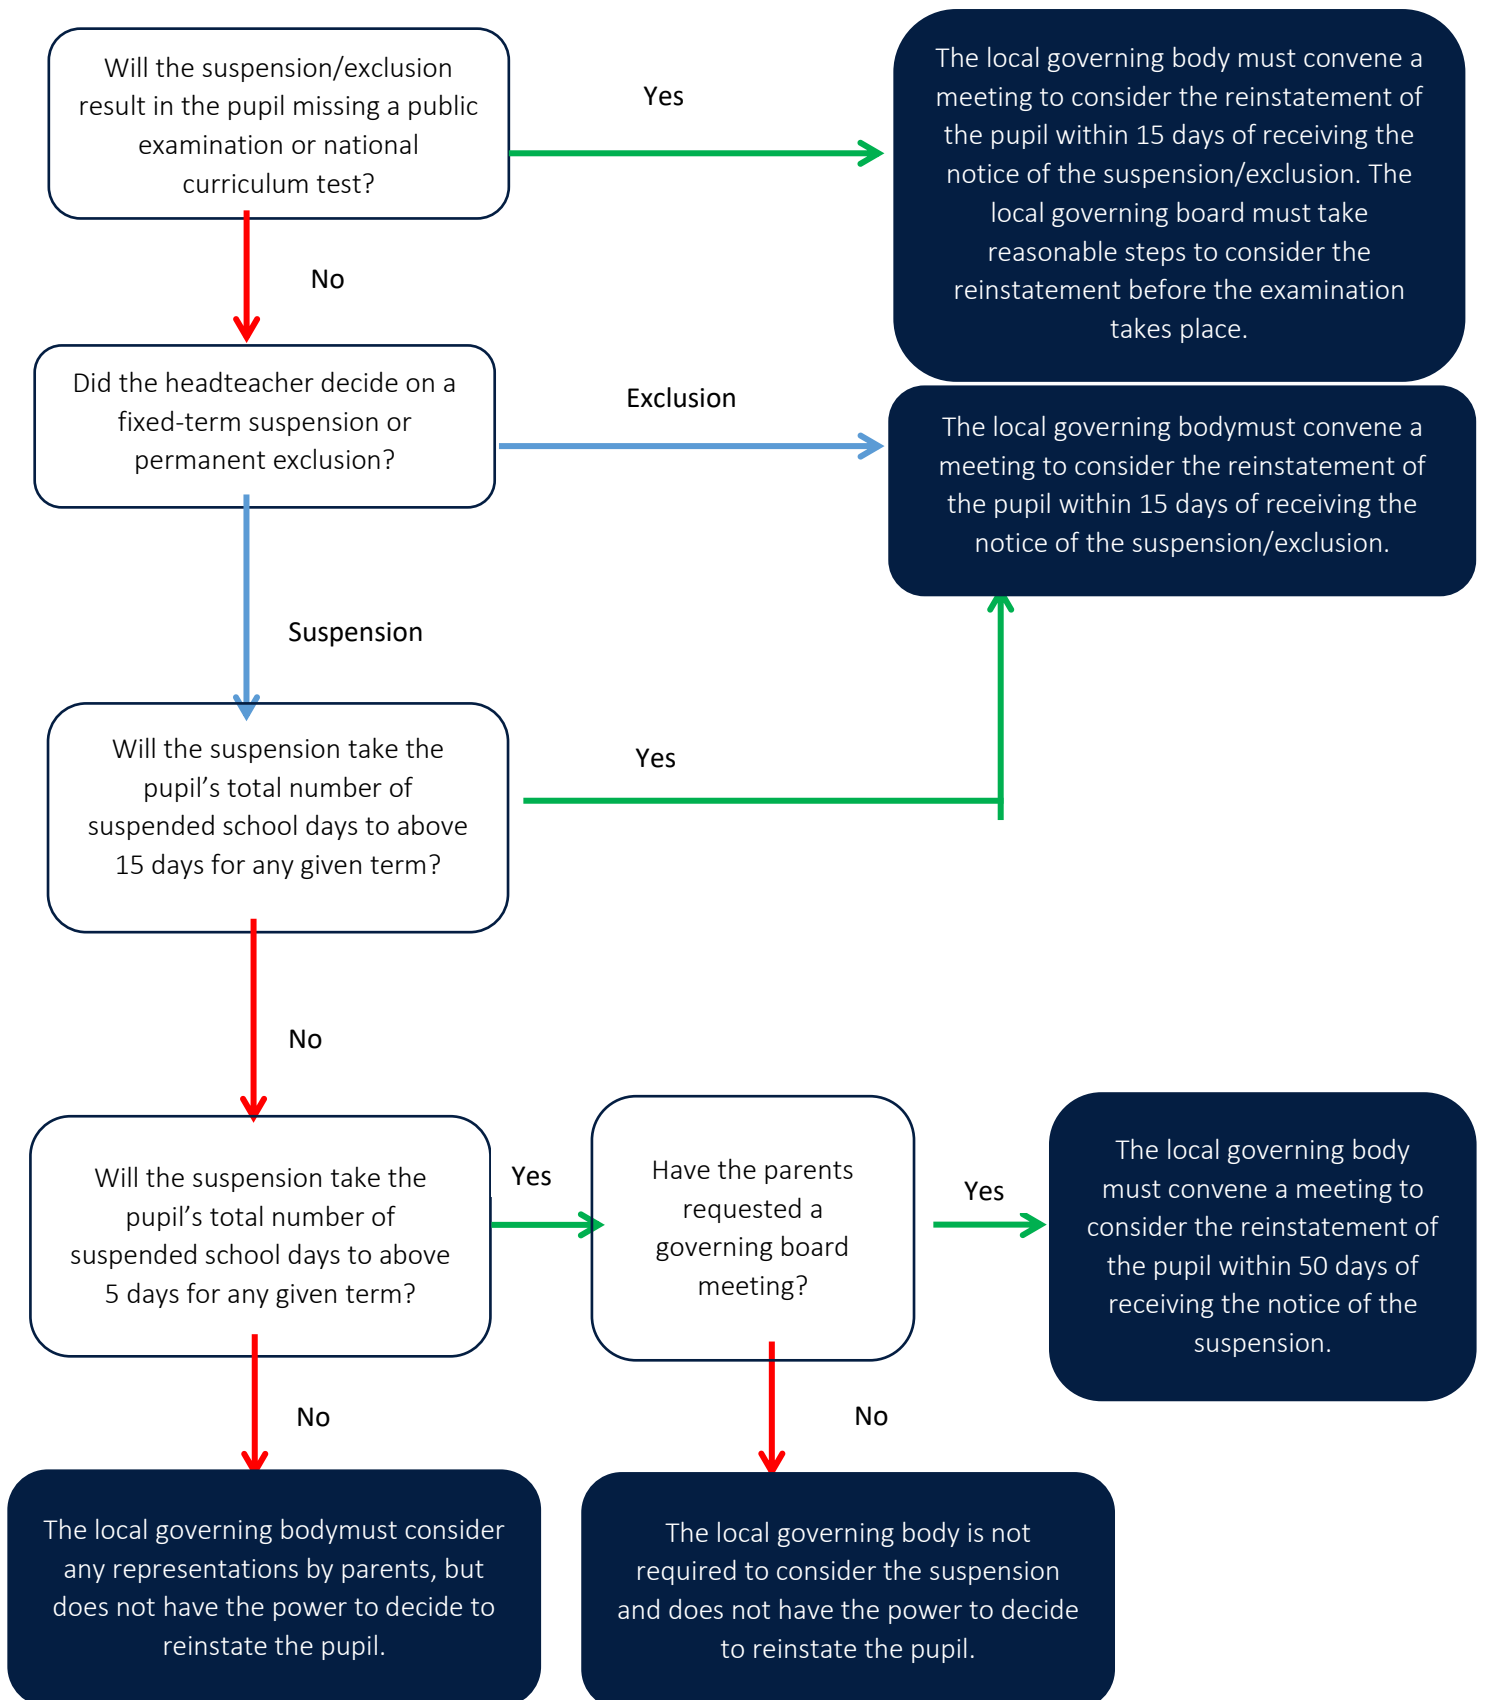 Will the suspension/exclusion
result in the pupil missing a public
examination or national
curriculum test?
Yes
The local governing body must convene a
meeting to consider the reinstatement of
the pupil within 15 days of receiving the
notice of the suspension/exclusion. The
local governing board must take
reasonable steps to consider the
reinstatement before the examination
takes place.
No
Did the headteacher decide on a
fixed-term suspension or
permanent exclusion?
Exclusion
The local governing bodymust convene a
meeting to consider the reinstatement of
the pupil within 15 days of receiving the
notice of the suspension/exclusion.
Suspension
Will the suspension take the
pupil’s total number of
suspended school days to above
15 days for any given term?
Yes
No
Will the suspension take the
pupil’s total number of
suspended school days to above
5 days for any given term?
Yes
Have the parents
requested a
governing board
meeting?
Yes
The local governing body
must convene a meeting to
consider the reinstatement of
the pupil within 50 days of
receiving the notice of the
suspension.
No
No
The local governing bodymust consider
any representations by parents, but
does not have the power to decide to
reinstate the pupil.
The local governing body is not
required to consider the suspension
and does not have the power to decide
to reinstate the pupil.